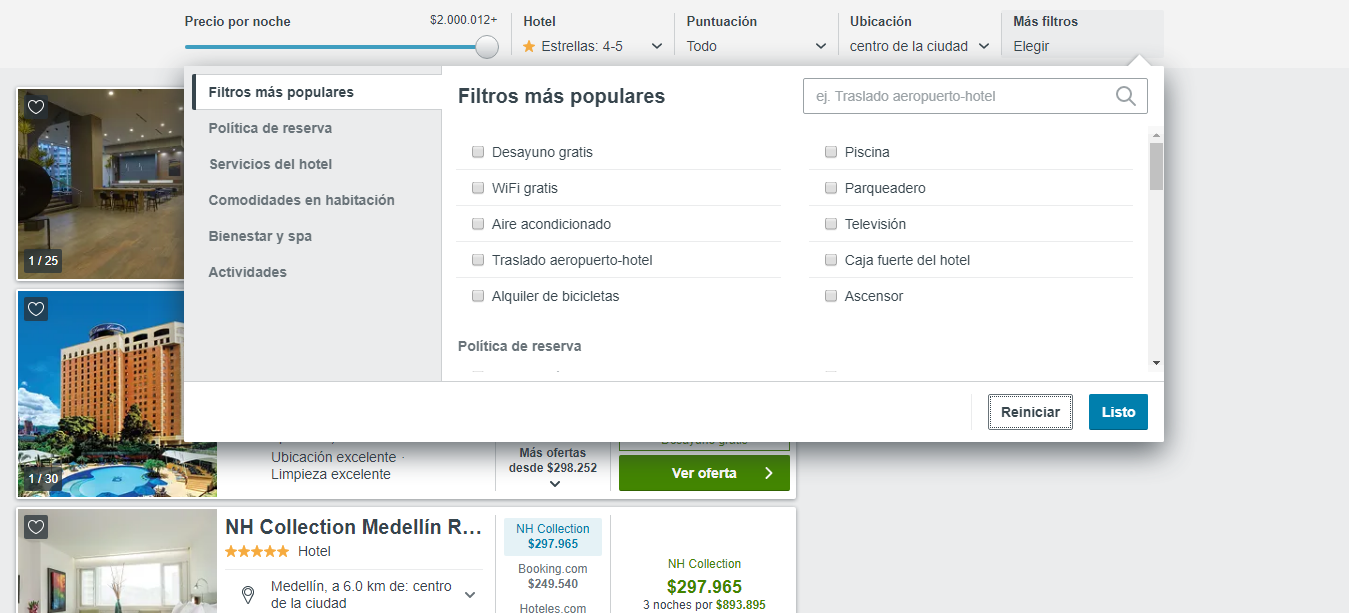 Precio por noche
$2.000.012+
Hotel
Estrellas: 4-5
Puntuación
Todo
Ubicación
centro de la ciudad
Más filtros
Elegir
Filtros más populares
Política de reserva
Servicios del hotel
Comodidades en habitación
Bienestar y spa
Actividades
Filtros más populares
ej. Traslado aeropuerto-hotel
Desayuno gratis
Piscina
WiFi gratis
Parqueadero
Aire acondicionado
Televisión
Traslado aeropuerto-hotel
Caja fuerte del hotel
Alquiler de bicicletas
Ascensor
Política de reserva
Reiniciar
Listo
1 / 25
1 / 30
Ubicación excelente ·
Limpieza excelente
Más ofertas
desde $298.252
Desayuno gratis
Ver oferta
NH Collection Medellín R...
Hotel
Medellín, a 6.0 km de: centro
de la ciudad
NH Collection
$297.965
Booking.com
$249.540
Hoteles.com
NH Collection
$297.965
3 noches por $893.895